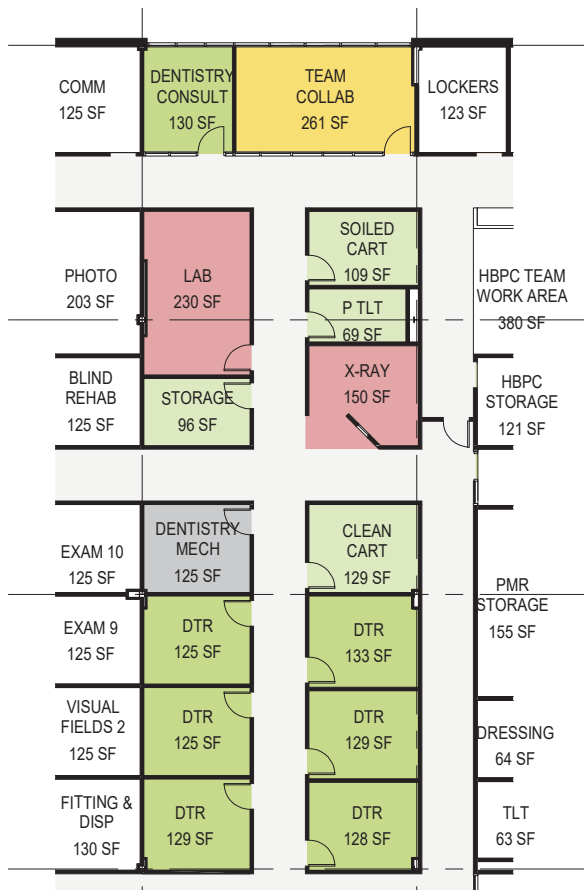 COMM
125 SF
DENTISTRY
CONSULT
130 SF
TEAM
COLLAB
261 SF
LOCKERS
123 SF
PHOTO
203 SF
LAB
230 SF
SOILED
CART
109 SF
HBPC TEAM
WORK AREA
380 SF
P TLT
69 SF
BLIND
REHAB
125 SF
STORAGE
96 SF
X-RAY
150 SF
HBPC
STORAGE
121 SF
EXAM 10
125 SF
DENTISTRY
MECH
125 SF
CLEAN
CART
129 SF
PMR
STORAGE
155 SF
EXAM 9
125 SF
DTR
125 SF
DTR
133 SF
VISUAL
FIELDS 2
125 SF
DTR
125 SF
DTR
129 SF
DRESSING
64 SF
FITTING &
DISP
130 SF
DTR
129 SF
DTR
128 SF
TLT
63 SF